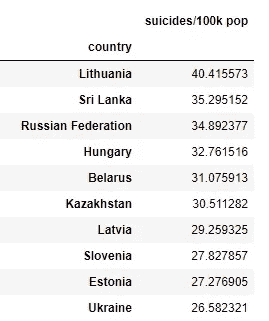 suicides/100k pop
country
Lithuania 40.415573
Sri Lanka 35.295152
Russian Federation 34.892377
Hungary 32.761516
Belarus 31.075913
Kazakhstan 30.511282
Latvia 29.259325
Slovenia 27.827857
Estonia 27.276905
Ukraine 26.582321